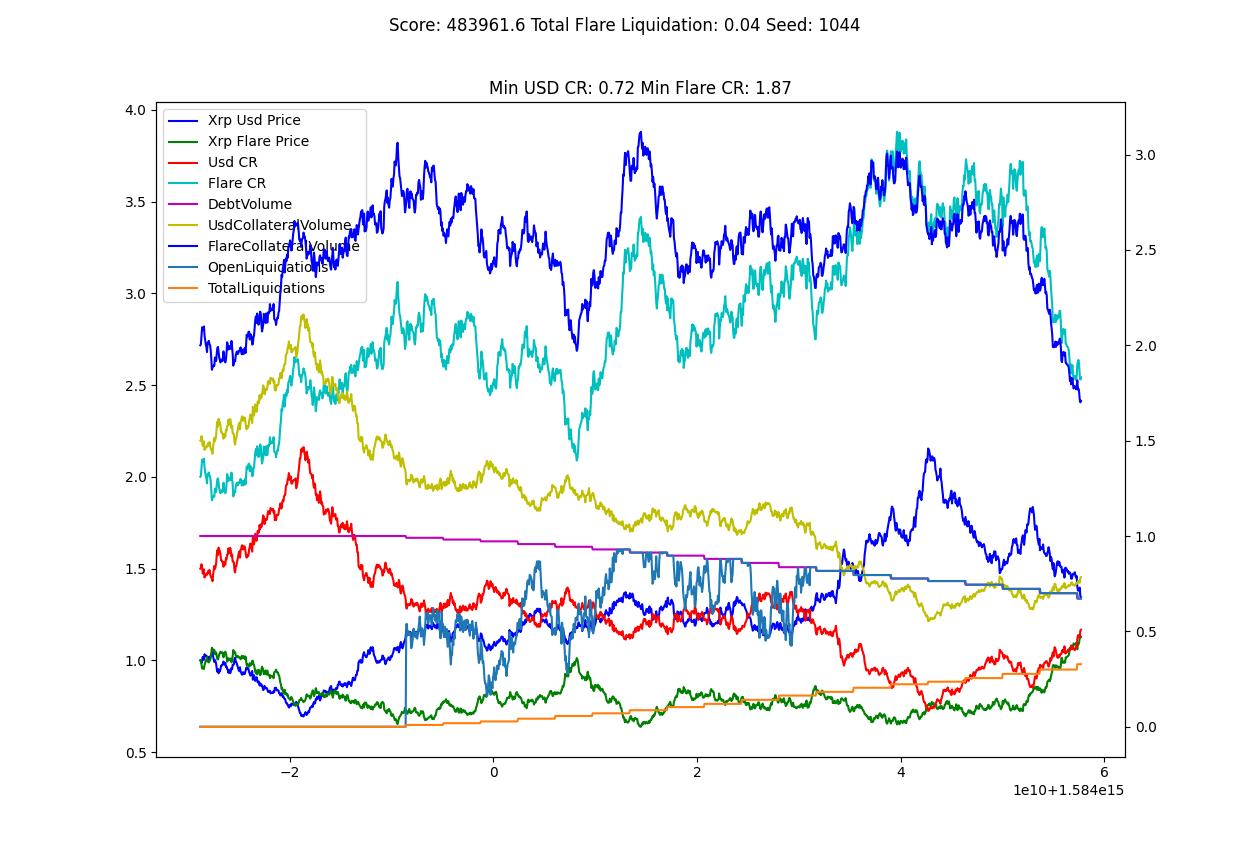 Score: 483961.6 Total Flare Liquidation: 0.04 Seed: 1044
Min USD CR: 0.72 Min Flare CR: 1.87
Xrp Usd Price
Xrp Flare Price
Usd CR
Flare CR
DebtVolume
UsdCollateralVolume
FlareCollateralVolume
OpenLiquidations
TotalLiquidations
4.0
3.5
3.0
2.5
2.0
1.5
1.0
0.5
3.0
2.5
2.0
1.5
1.0
0.5
0.0
−2 0 2 4 6
1e10+1.584e15